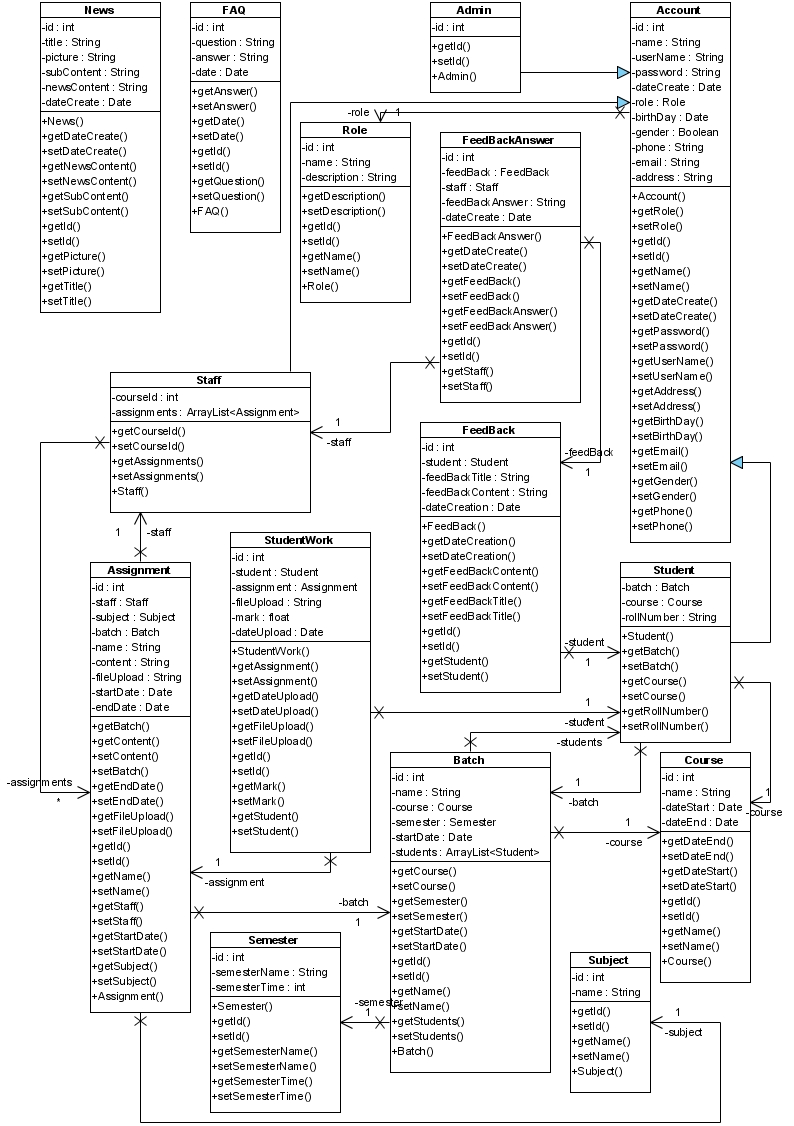 News
-id : int
-title : String
-picture : String
-subContent : String
-newsContent : String
-dateCreate : Date
+News()
+getDateCreate()
+setDateCreate()
+getNewsContent()
+setNewsContent()
+getSubContent()
+setSubContent()
+getId()
+setId()
+getPicture()
+setPicture()
+getTitle()
+setTitle()
FAQ
-id : int
-question : String
-answer : String
-date : Date
+getAnswer()
+setAnswer()
+getDate()
+setDate()
+getId()
+setId()
+getQuestion()
+setQuestion()
+FAQ()
Admin
-id : int
+getId()
+setId()
+Admin()
Account
-id : int
-name : String
-userName : String
-password : String
-dateCreate : Date
-role : Role
-birthDay : Date
-gender : Boolean
-phone : String
-email : String
-address : String
+Account()
+getRole()
+setRole()
+getId()
+setId()
+getName()
+setName()
+getDateCreate()
+setDateCreate()
+getPassword()
+setPassword()
+getUserName()
+setUserName()
+getAddress()
+setAddress()
+getBirthDay()
+setBirthDay()
+getEmail()
+setEmail()
+getGender()
+setGender()
+getPhone()
+setPhone()
-role
1
Role
-id : int
-name : String
-description : String
+getDescription()
+setDescription()
+getId()
+setId()
+getName()
+setName()
+Role()
FeedBackAnswer
-id : int
-feedBack : FeedBack
-staff : Staff
-feedBackAnswer : String
-dateCreate : Date
+FeedBackAnswer()
+getDateCreate()
+setDateCreate()
+getFeedBack()
+setFeedBack()
+getFeedBackAnswer()
+setFeedBackAnswer()
+getId()
+setId()
+getStaff()
+setStaff()
Staff
-courseId : int
-assignments : ArrayList<Assignment>
+getCourseId()
+setCourseId()
+getAssignments()
+setAssignments()
+Staff()
1
-staff
FeedBack
-id : int
-student : Student
-feedBackTitle : String
-feedBackContent : String
-dateCreation : Date
+FeedBack()
+getDateCreation()
+setDateCreation()
+getFeedBackContent()
+setFeedBackContent()
+getFeedBackTitle()
+setFeedBackTitle()
+getId()
+setId()
+getStudent()
+setStudent()
-feedBack
1
1
-staff
Assignment
-id : int
-staff : Staff
-subject : Subject
-batch : Batch
-name : String
-content : String
-fileUpload : String
-startDate : Date
-endDate : Date
+getBatch()
+getContent()
+setContent()
+setBatch()
+getEndDate()
+setEndDate()
+getFileUpload()
+setFileUpload()
+getId()
+setId()
+getName()
+setName()
+getStaff()
+setStaff()
+getStartDate()
+setStartDate()
+getSubject()
+setSubject()
+Assignment()
-assignments
*
StudentWork
-id : int
-student : Student
-assignment : Assignment
-fileUpload : String
-mark : float
-dateUpload : Date
+StudentWork()
+getAssignment()
+setAssignment()
+getDateUpload()
+setDateUpload()
+getFileUpload()
+setFileUpload()
+getId()
+setId()
+getMark()
+setMark()
+getStudent()
+setStudent()
Student
-batch : Batch
-course : Course
-rollNumber : String
+Student()
+getBatch()
+setBatch()
+getCourse()
+setCourse()
+getRollNumber()
+setRollNumber()
-student
1
1
-student
*
-students
1
-batch
1
-course
Batch
-id : int
-name : String
-course : Course
-semester : Semester
-startDate : Date
-students : ArrayList<Student>
+getCourse()
+setCourse()
+getSemester()
+setSemester()
+getStartDate()
+setStartDate()
+getId()
+setId()
+getName()
+setName()
+getStudents()
+setStudents()
+Batch()
Course
-id : int
-name : String
-dateStart : Date
-dateEnd : Date
+getDateEnd()
+setDateEnd()
+getDateStart()
+setDateStart()
+getId()
+setId()
+getName()
+setName()
+Course()
1
-course
1
-assignment
-batch
1
Semester
-id : int
-semesterName : String
-semesterTime : int
+Semester()
+getId()
+setId()
+getSemesterName()
+setSemesterName()
+getSemesterTime()
+setSemesterTime()
-semester
1
Subject
-id : int
-name : String
+getId()
+setId()
+getName()
+setName()
+Subject()
1
-subject